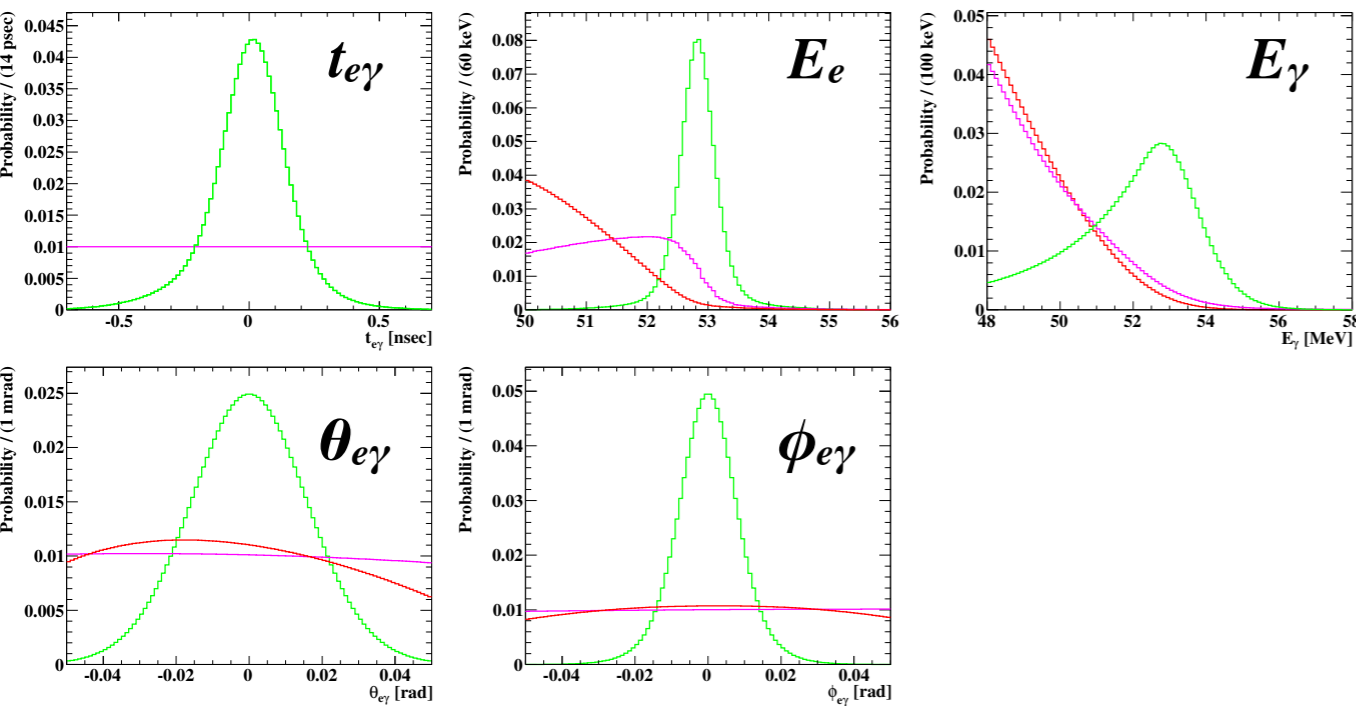 Probability / (14 psec)
0.045
0.04
0.035
0.03
0.025
0.02
0.015
0.01
0.005
0
-0.5 0 0.5
t_eγ [nsec]
t_eγ
Probability / (60 keV)
0.08
0.07
0.06
0.05
0.04
0.03
0.02
0.01
0
50 51 52 53 54 55 56
E_e
Probability / (100 keV)
0.05
0.04
0.03
0.02
0.01
0
48 50 52 54 56 58
E_γ [MeV]
E_γ
Probability / (1 mrad)
0.025
0.02
0.015
0.01
0.005
0
-0.04 -0.02 0 0.02 0.04
θ_eγ [rad]
θ_eγ
Probability / (1 mrad)
0.05
0.04
0.03
0.02
0.01
0
-0.04 -0.02 0 0.02 0.04
ϕ_eγ [rad]
ϕ_eγ